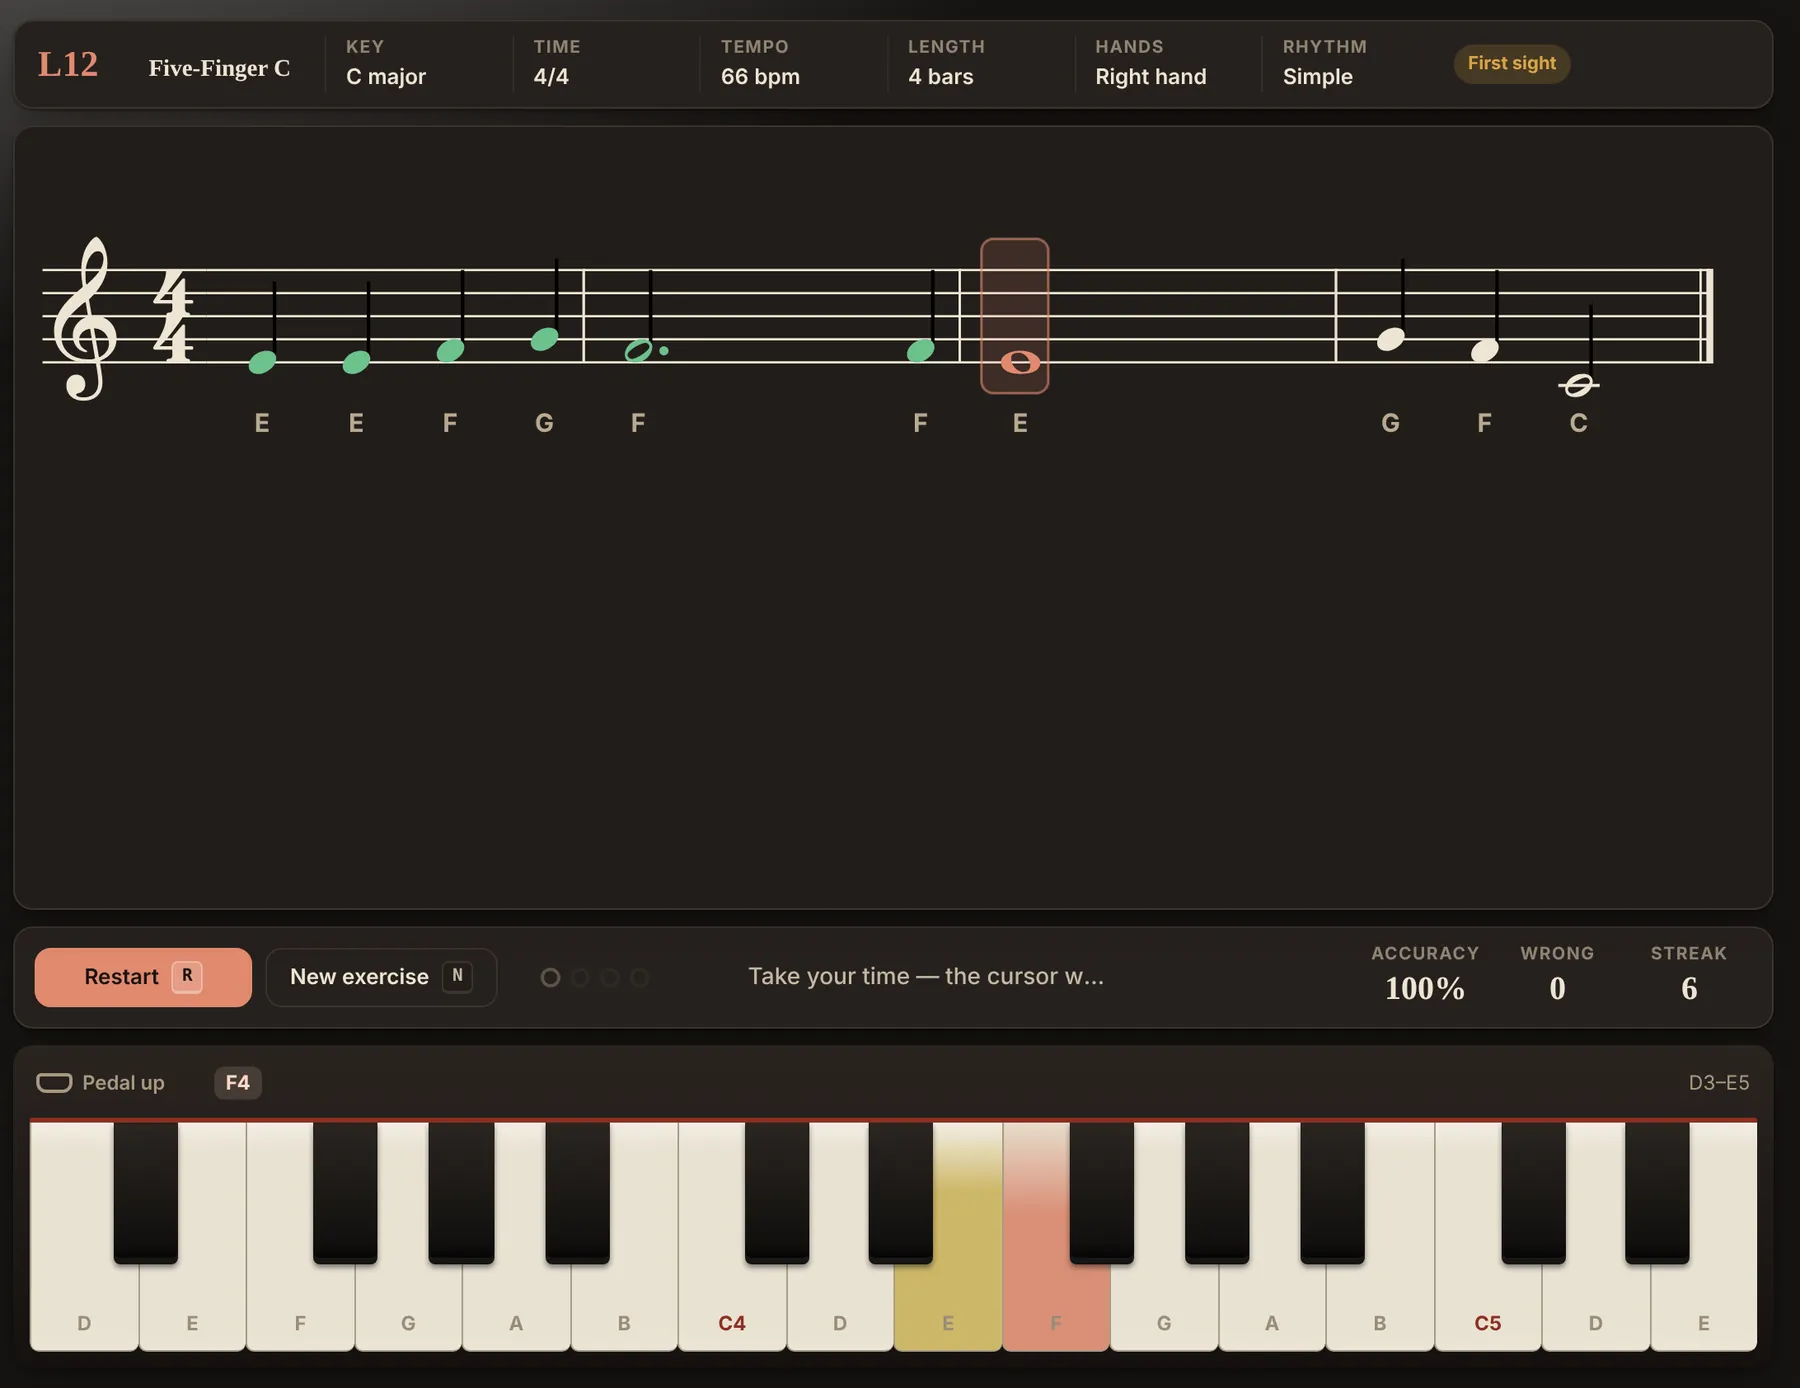 L12 Five-Finger C
KEY
C major
TIME
4/4
TEMPO
66 bpm
LENGTH
4 bars
HANDS
Right hand
RHYTHM
Simple
First sight
4
4
E E F G F F E G F C
Restart R
New exercise N
Take your time — the cursor w...
ACCURACY
100%
WRONG
0
STREAK
6
Pedal up F4 D3–E5
D E F G A B C4 D E F G A B C5 D E